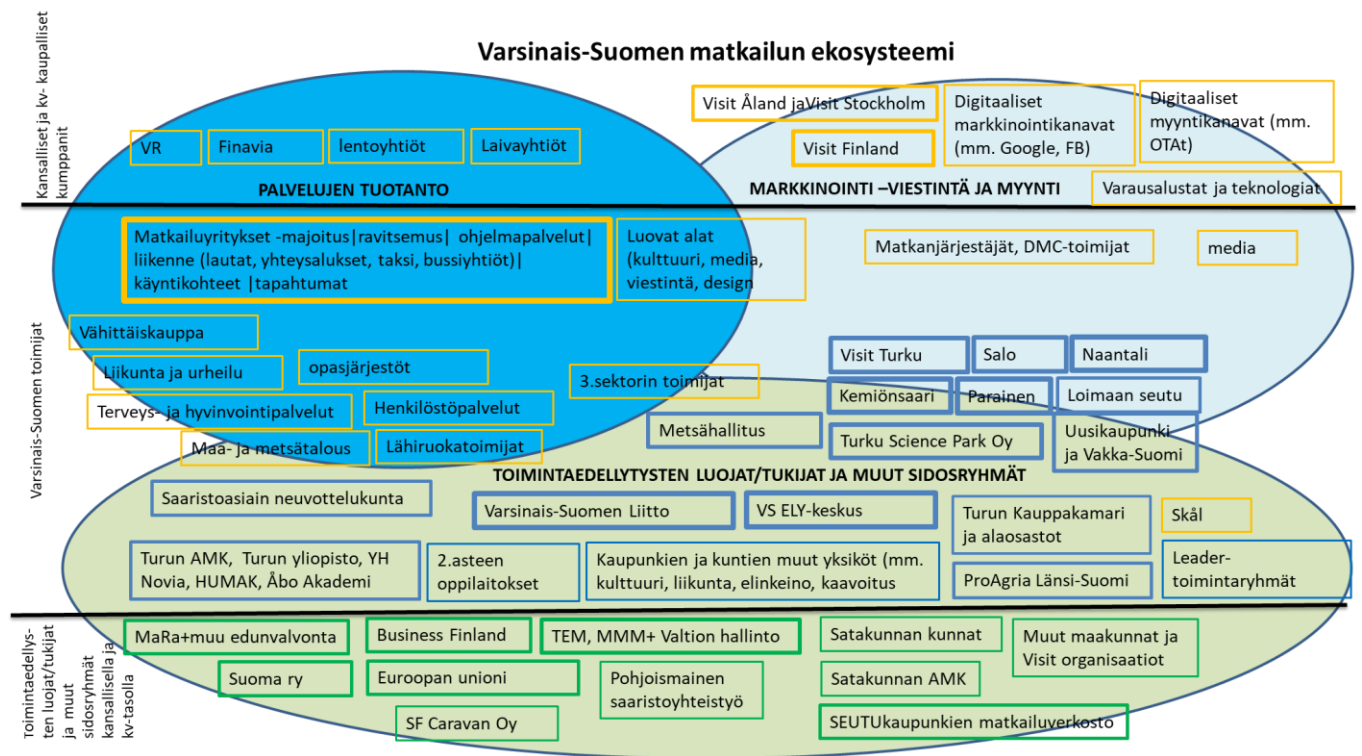 Varsinais-Suomen matkailun ekosysteemi
Kansalliset ja kv- kaupalliset
kumppanit
VR
Finavia
lentoyhtiöt
Laivayhtiöt
Visit Åland jaVisit Stockholm
Visit Finland
Digitaaliset
markkinointikanavat
(mm. Google, FB)
Digitaaliset
myyntikanavat (mm.
OTAt)
PALVELUJEN TUOTANTO
MARKKINOINTI –VIESTINTÄ JA MYYNTI
Varausalustat ja teknologiat
Varsinais-Suomen toimijat
Matkailuyritykset -majoitus|ravitsemus| ohjelmapalvelut|
liikenne (lautat, yhteysalukset, taksi, bussiyhtiöt)|
käyntikohteet |tapahtumat
Luovat alat
(kulttuuri, media,
viestintä, design
Matkanjärjestäjät, DMC-toimijat
media
Vähittäiskauppa
Liikunta ja urheilu
opasjärjestöt
3.sektorin toimijat
Terveys- ja hyvinvointipalvelut
Henkilöstöpalvelut
Maa- ja metsätalous
Lähiruokatoimijat
Visit Turku
Salo
Naantali
Kemiönsaari
Parainen
Loimaan seutu
Metsähallitus
Turku Science Park Oy
Uusikaupunki
ja Vakka-Suomi
TOIMINTAEDELLYTYSTEN LUOJAT/TUKIJAT JA MUUT SIDOSRYHMÄT
Saaristoasiain neuvottelukunta
Varsinais-Suomen Liitto
VS ELY-keskus
Turun Kauppakamari
ja alaosastot
Skål
Turun AMK, Turun yliopisto, YH
Novia, HUMAK, Åbo Akademi
2.asteen
oppilaitokset
Kaupunkien ja kuntien muut yksiköt (mm.
kulttuuri, liikunta, elinkeino, kaavoitus
ProAgria Länsi-Suomi
Leader-
toimintaryhmät
Toimintaedellys-
ten luojat/tukijat
ja muut
sidosryhmät
kansallisella ja
kv-tasolla
MaRa+muu edunvalvonta
Business Finland
TEM, MMM+ Valtion hallinto
Satakunnan kunnat
Muut maakunnat ja
Visit organisaatiot
Suoma ry
Euroopan unioni
Pohjoismainen
saaristoyhteistyö
Satakunnan AMK
SF Caravan Oy
SEUTUkaupunkien matkailuverkosto